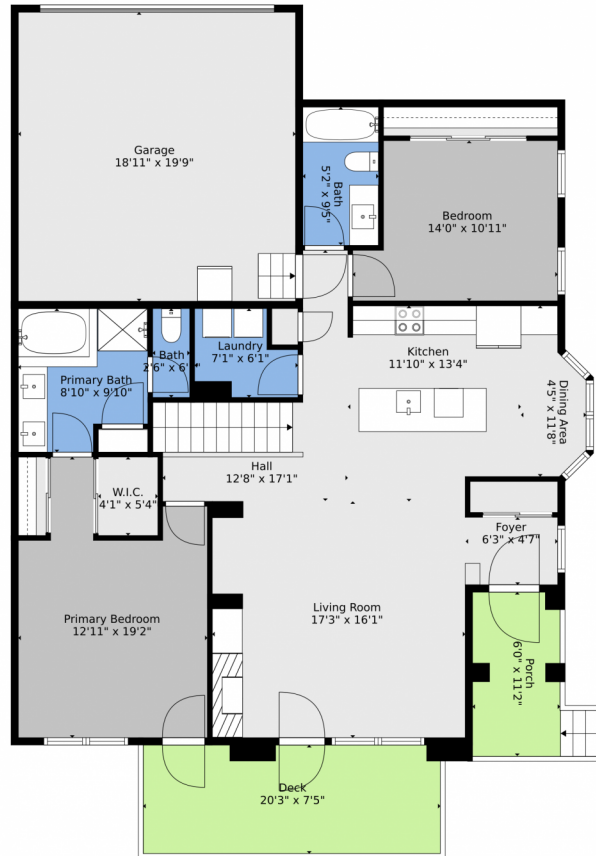 Garage
18'11" x 19'9"
Bath
5'2" x 9'5"
Bedroom
14'0" x 10'11"
Primary Bath
8'10" x 9'10"
Bath
2'6" x 6'
Laundry
7'1" x 6'1"
Kitchen
11'10" x 13'4"
Dining Area
4'5" x 11'8"
W.I.C.
4'1" x 5'4"
Hall
12'8" x 17'1"
Foyer
6'3" x 4'7"
Primary Bedroom
12'11" x 19'2"
Living Room
17'3" x 16'1"
Porch
6'0" x 11'2"
Deck
20'3" x 7'5"